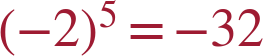 (−2)⁵ = −32